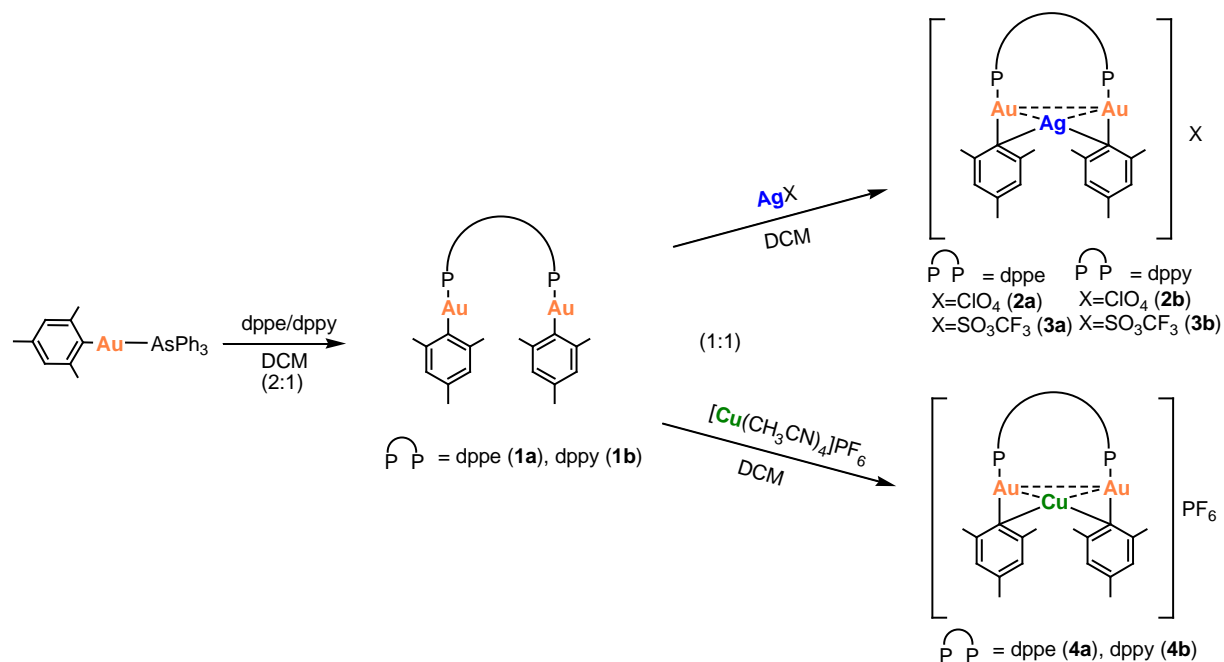 Au
AsPh3
dppe/dppy
DCM
(2:1)
P P
Au Au
P P = dppe (1a), dppy (1b)
AgX
DCM
(1:1)
[Cu(CH3CN)4]PF6
DCM
P P
Au Au
Ag
X
P P = dppe P P = dppy
X=ClO4 (2a) X=ClO4 (2b)
X=SO3CF3 (3a) X=SO3CF3 (3b)
P P
Au Au
Cu
PF6
P P = dppe (4a), dppy (4b)